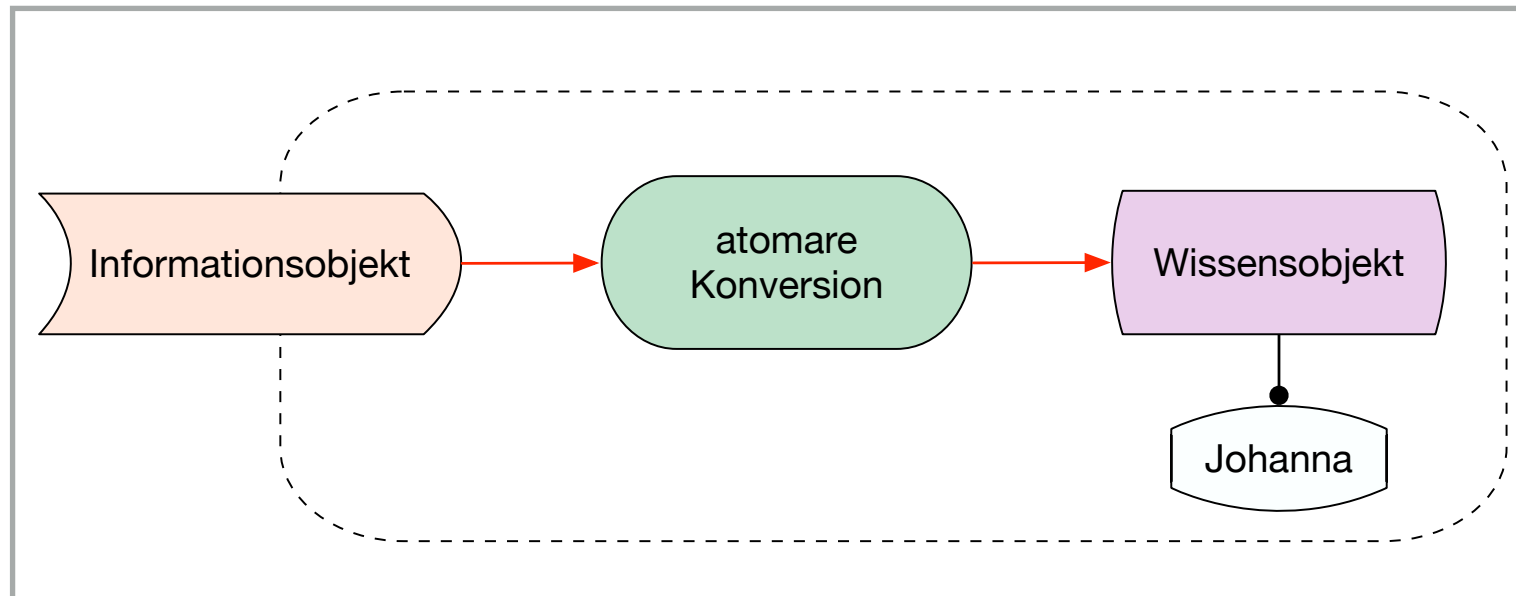 Informationsobjekt
atomare
Konversion
Wissensobjekt
Johanna